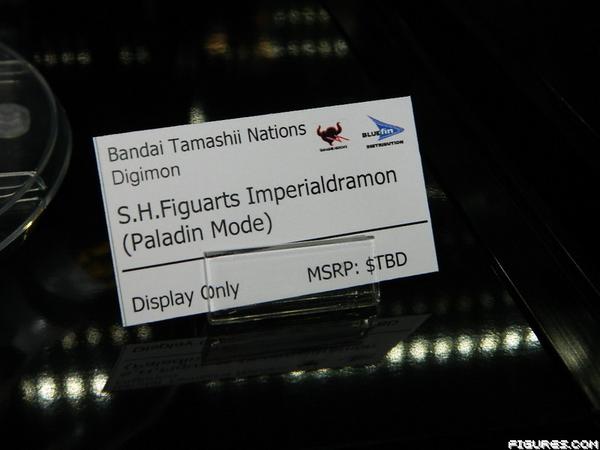 Bandai Tamashii Nations
Digimon
BLUEfin
DISTRIBUTION
S.H.Figuarts Imperialdramon
(Paladin Mode)
Display Only
MSRP: $TBD
FIGURES.COM